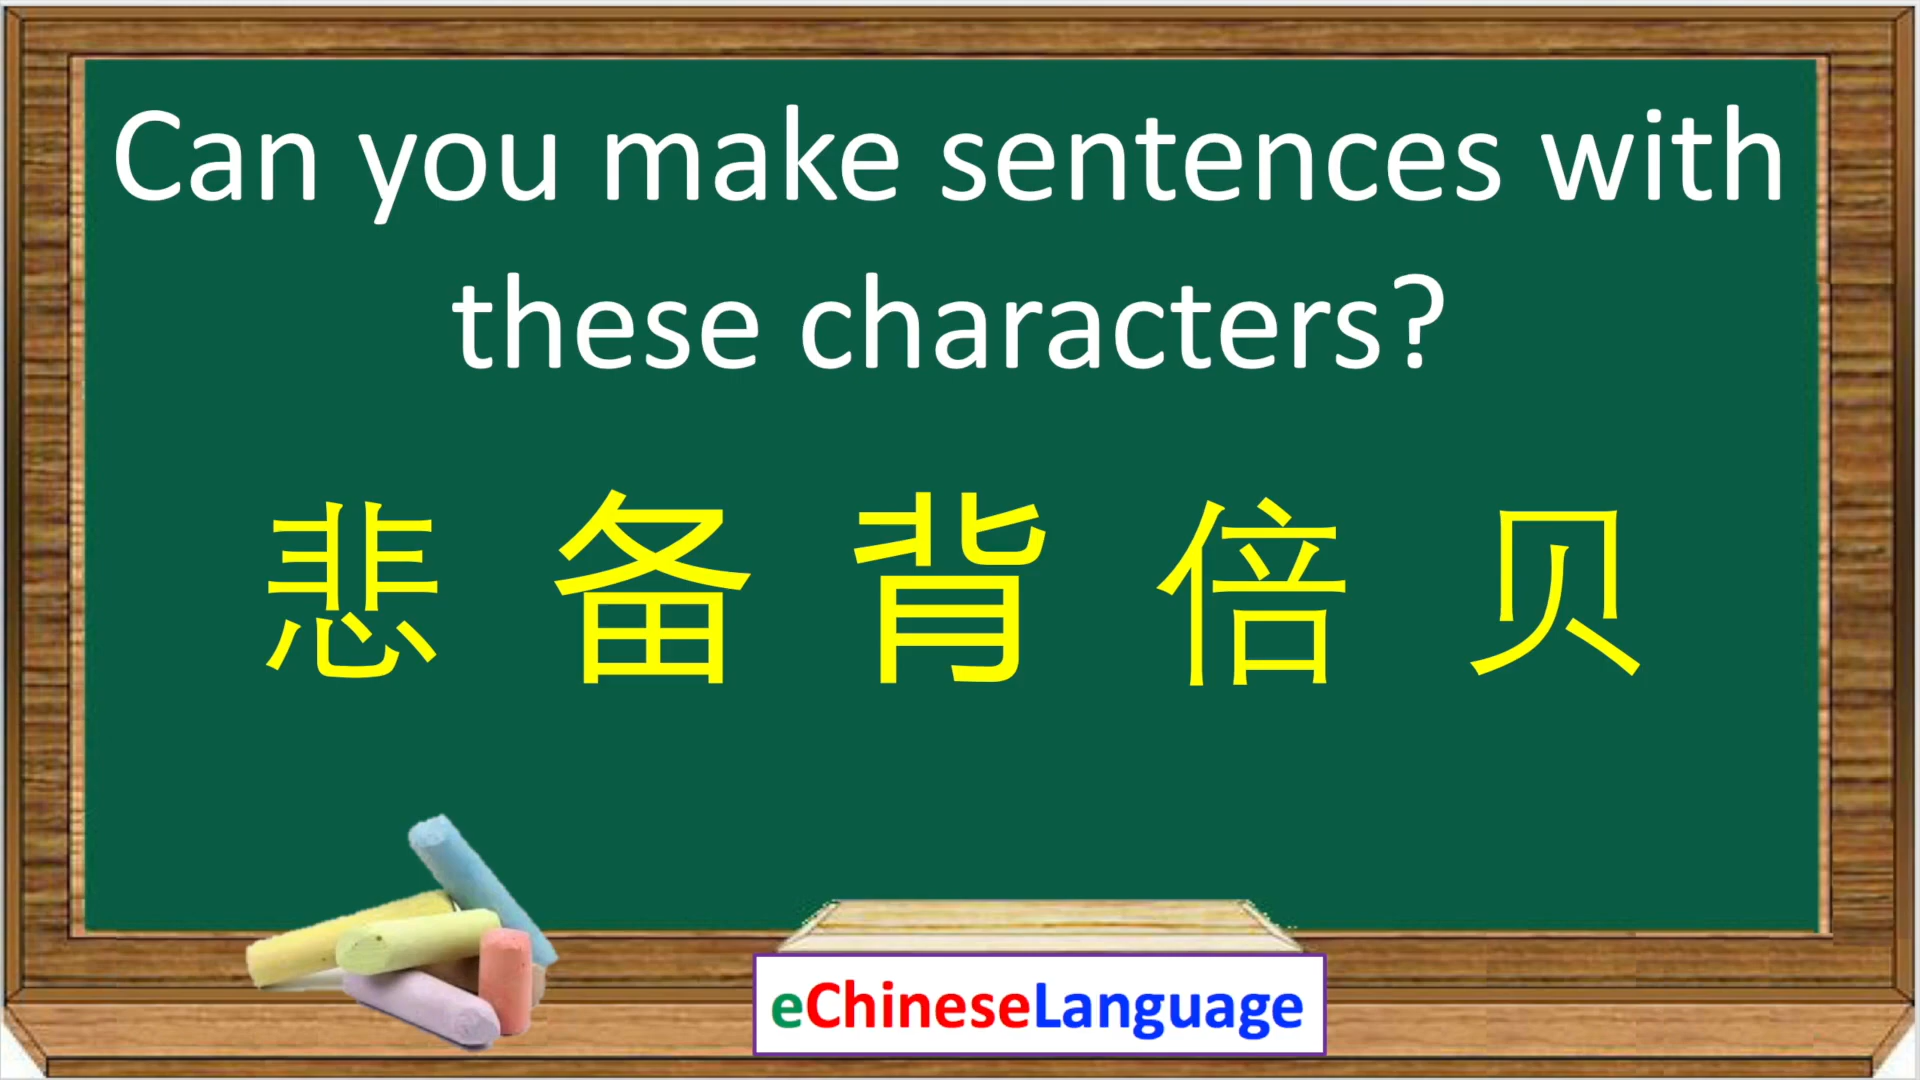 Can you make sentences with
these characters?
悲 备 背 倍 贝
eChineseLanguage